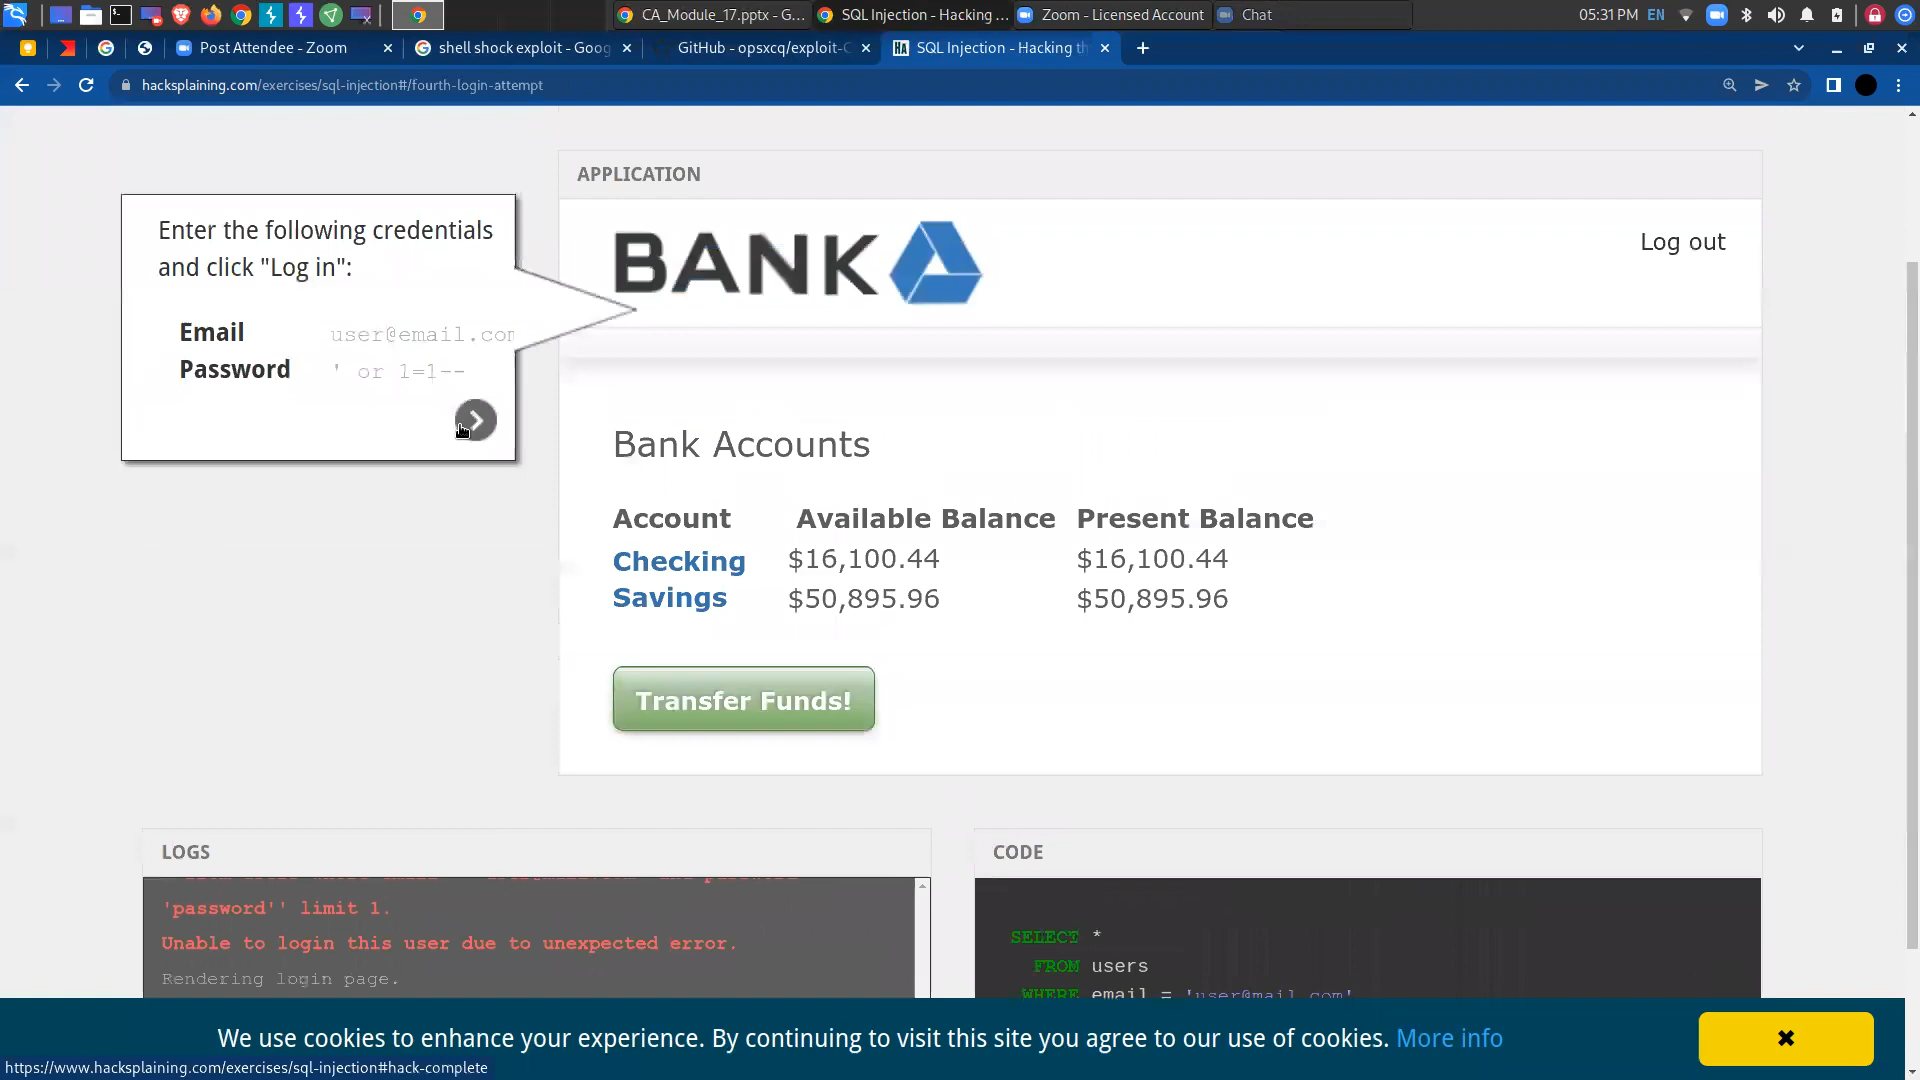 CA_Module_17.pptx - G...
SQL Injection - Hacking ...
Zoom - Licensed Account
Chat
05:31 PM EN
Post Attendee - Zoom
shell shock exploit - Goog
GitHub - opsxcq/exploit-C
HA SQL Injection - Hacking th
hacksplaining.com/exercises/sql-injection#/fourth-login-attempt
APPLICATION
Enter the following credentials
and click "Log in":
Email user@email.com
Password ' or 1=1--
BANK
Log out
Bank Accounts
Account Available Balance Present Balance
Checking $16,100.44 $16,100.44
Savings $50,895.96 $50,895.96
Transfer Funds!
LOGS
'password'' limit 1.
Unable to login this user due to unexpected error.
Rendering login page.
CODE
SELECT *
FROM users
WHERE email = 'user@mail.com'
We use cookies to enhance your experience. By continuing to visit this site you agree to our use of cookies. More info
https://www.hacksplaining.com/exercises/sql-injection#hack-complete